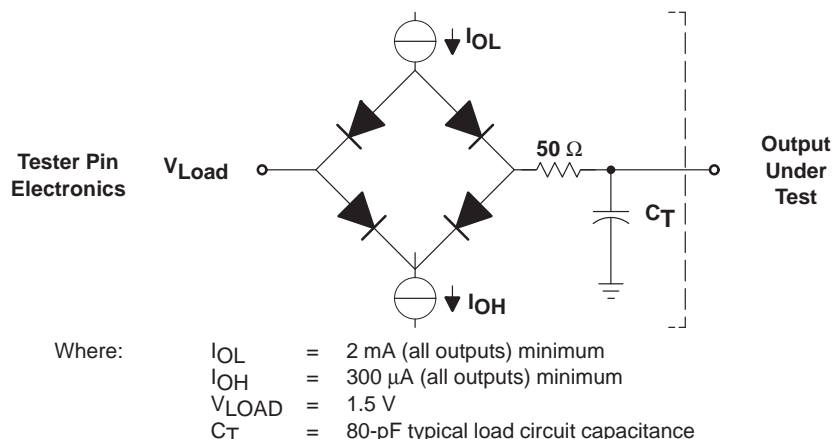 IOL
50 Ω
Tester Pin
Electronics
VLoad
Output
Under
Test
CT
IOH
Where:
IOL = 2 mA (all outputs) minimum
IOH = 300 μA (all outputs) minimum
VLOAD = 1.5 V
CT = 80-pF typical load circuit capacitance